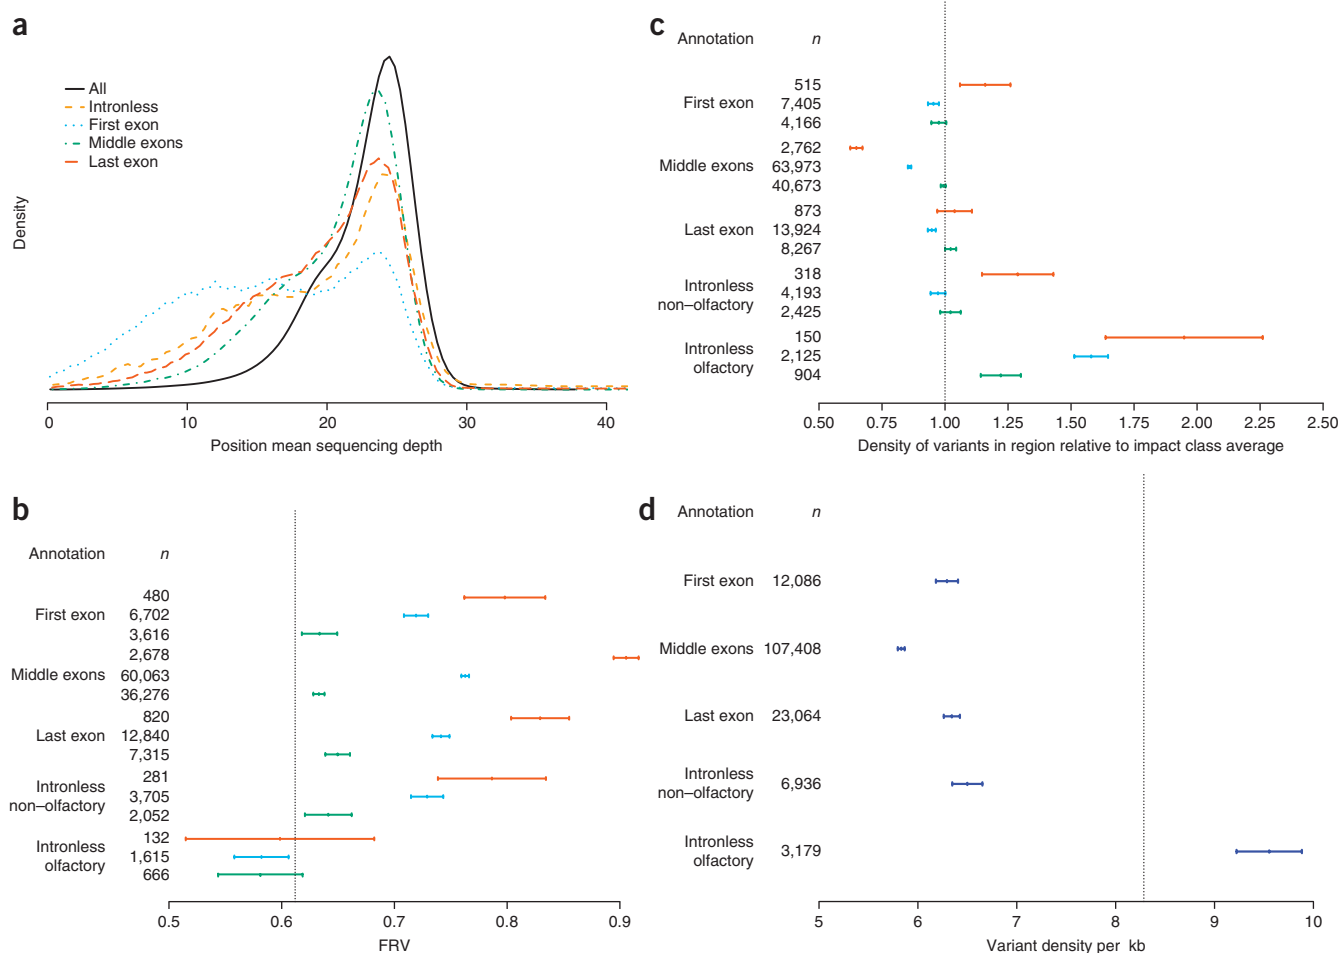 a
All
Intronless
First exon
Middle exons
Last exon
Density
0 10 20 30 40
Position mean sequencing depth
b
Annotation n
First exon
480
6,702
3,616
Middle exons
2,678
60,063
36,276
Last exon
820
12,840
7,315
Intronless
non–olfactory
281
3,705
2,052
Intronless
olfactory
132
1,615
666
0.5 0.6 0.7 0.8 0.9
FRV
c
Annotation n
First exon
515
7,405
4,166
Middle exons
2,762
63,973
40,673
Last exon
873
13,924
8,267
Intronless
non–olfactory
318
4,193
2,425
Intronless
olfactory
150
2,125
904
0.50 0.75 1.00 1.25 1.50 1.75 2.00 2.25 2.50
Density of variants in region relative to impact class average
d
Annotation n
First exon 12,086
Middle exons 107,408
Last exon 23,064
Intronless
non–olfactory
6,936
Intronless
olfactory
3,179
5 6 7 8 9 10
Variant density per kb